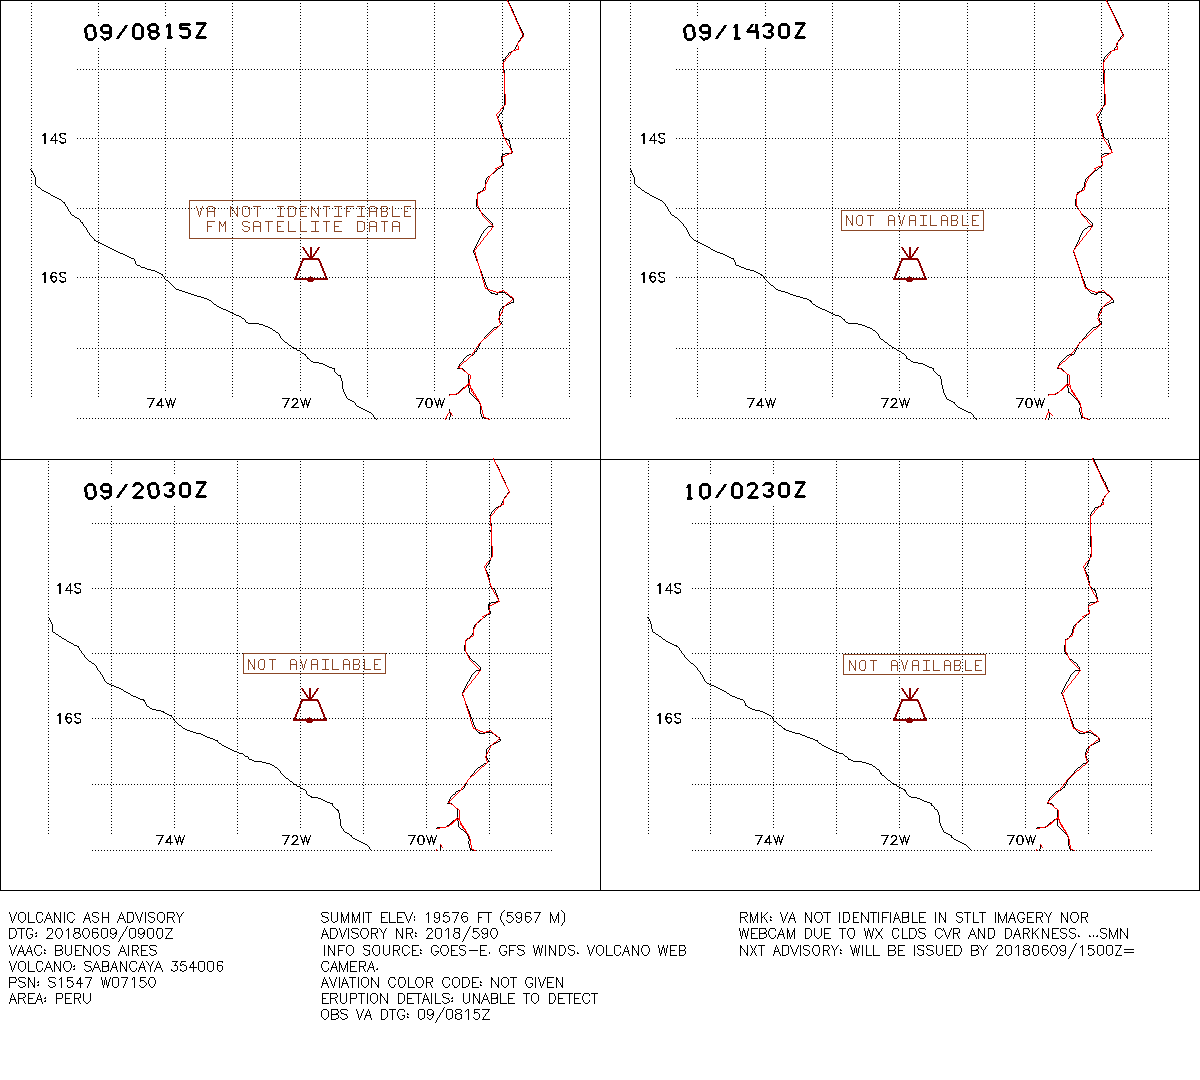 09/0815Z
14S
VA NOT IDENTIFIABLE
FM SATELLITE DATA
16S
74W 72W 70W
09/1430Z
14S
NOT AVAILABLE
16S
74W 72W 70W
09/2030Z
14S
NOT AVAILABLE
16S
74W 72W 70W
10/0230Z
14S
NOT AVAILABLE
16S
74W 72W 70W
VOLCANIC ASH ADVISORY
DTG: 20180609/0900Z
VAAC: BUENOS AIRES
VOLCANO: SABANCAYA 354006
PSN: S1547 W07150
AREA: PERU
SUMMIT ELEV: 19576 FT (5967 M)
ADVISORY NR: 2018/590
INFO SOURCE: GOES-E. GFS WINDS. VOLCANO WEB
CAMERA.
AVIATION COLOR CODE: NOT GIVEN
ERUPTION DETAILS: UNABLE TO DETECT
OBS VA DTG: 09/0815Z
RMK: VA NOT IDENTIFIABLE IN STLT IMAGERY NOR
WEBCAM DUE TO WX CLDS CVR AND DARKNESS. ...SMN
NXT ADVISORY: WILL BE ISSUED BY 20180609/1500Z=